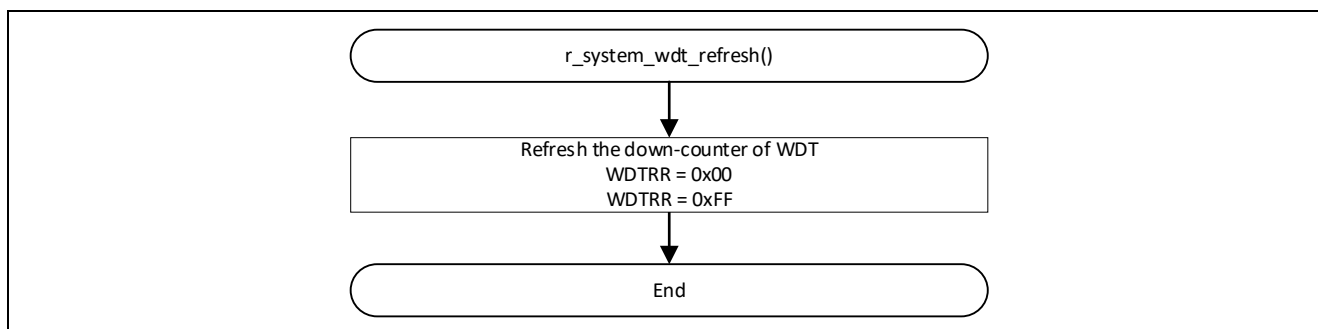 r_system_wdt_refresh()
Refresh the down-counter of WDT
WDTRR = 0x00
WDTRR = 0xFF
End